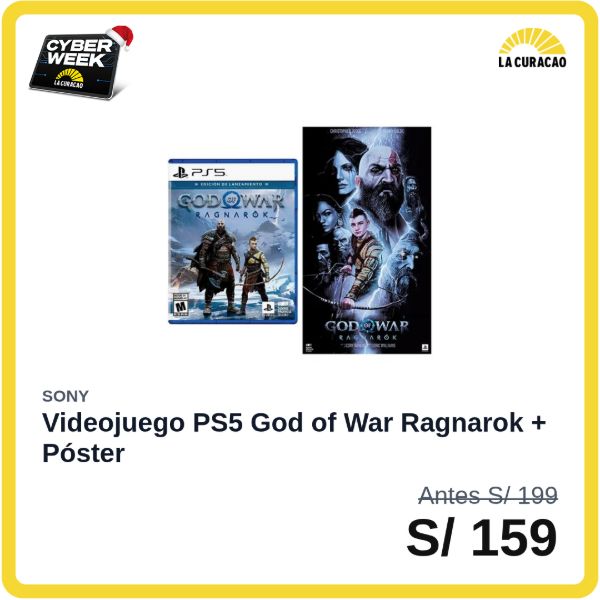 CYBER
WEEK
LA CURACAO
LA CURACAO
PS5
EDICIÓN DE LANZAMIENTO
GOD OF WAR
RAGNARÖK
GOD OF WAR
RAGNARÖK
SONY
Videojuego PS5 God of War Ragnarok +
Póster
Antes S/ 199
S/ 159